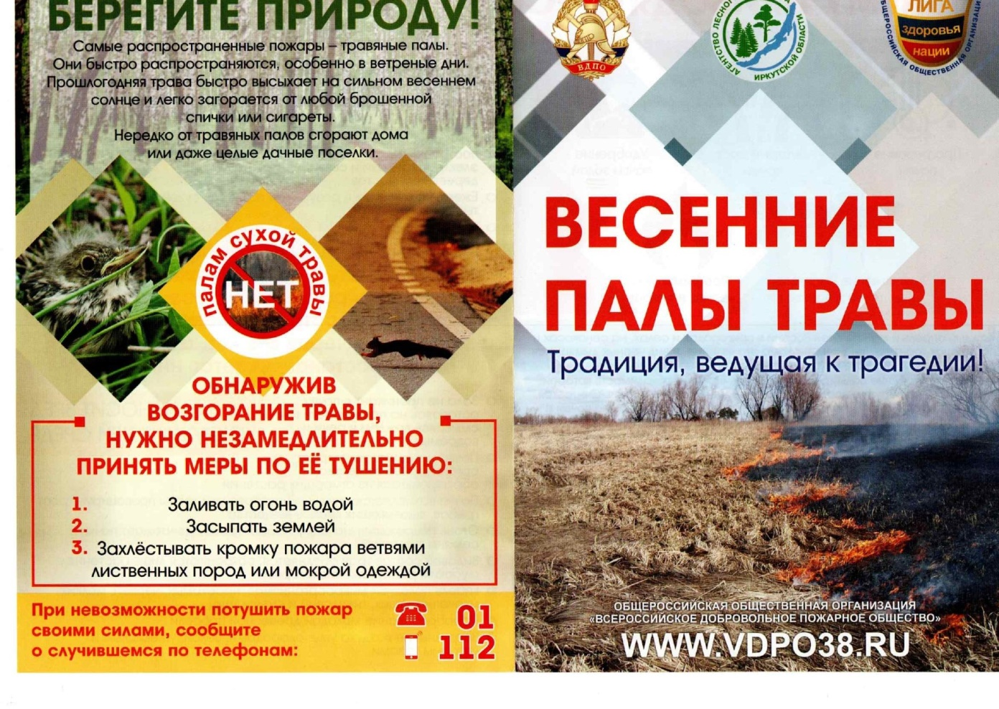 БЕРЕГИТЕ ПРИРОДУ!
Самые распространенные пожары – травяные палы.
Они быстро распространяются, особенно в ветреные дни.
Прошлогодняя трава быстро высыхает на сильном весеннем
солнце и легко загорается от любой брошенной
спички или сигареты.
Нередко от травяных палов сгорают дома
или даже целые дачные поселки.
палам сухой травы
НЕТ
ОБНАРУЖИВ
ВОЗГОРАНИЕ ТРАВЫ,
НУЖНО НЕЗАМЕДЛИТЕЛЬНО
ПРИНЯТЬ МЕРЫ ПО ЕЁ ТУШЕНИЮ:
1. Заливать огонь водой
2. Засыпать землей
3. Захлёстывать кромку пожара ветвями
лиственных пород или мокрой одеждой
При невозможности потушить пожар
своими силами, сообщите
о случившемся по телефонам:
01
112
ВДПО
АГЕНТСТВО ЛЕСНОГО
ИРКУТСКОЙ ОБЛАСТИ
ЛИГА
здоровья
нации
ОБЩЕРОССИЙСКАЯ ОБЩЕСТВЕННАЯ ОРГАНИЗАЦИЯ
ВЕСЕННИЕ
ПАЛЫ ТРАВЫ
Традиция, ведущая к трагедии!
ОБЩЕРОССИЙСКАЯ ОБЩЕСТВЕННАЯ ОРГАНИЗАЦИЯ
«ВСЕРОССИЙСКОЕ ДОБРОВОЛЬНОЕ ПОЖАРНОЕ ОБЩЕСТВО»
WWW.VDPO38.RU